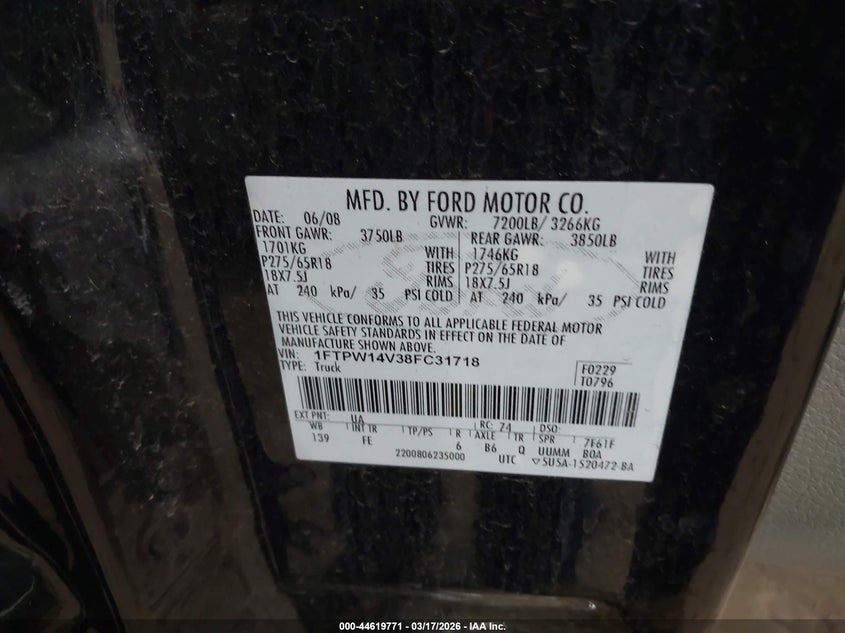 MFD. BY FORD MOTOR CO.
DATE: 06/08 GVWR: 7200LB/ 3266KG
FRONT GAWR: 3750LB REAR GAWR: 3850LB
1701KG WITH 1746KG WITH
P275/65R18 TIRES P275/65R18 TIRES
18X7.5J RIMS 18X7.5J RIMS
AT 240 kPa/ 35 PSI COLD AT 240 kPa/ 35 PSI COLD
THIS VEHICLE CONFORMS TO ALL APPLICABLE FEDERAL MOTOR
VEHICLE SAFETY STANDARDS IN EFFECT ON THE DATE OF
MANUFACTURE SHOWN ABOVE.
VIN: 1FTPW14V38FC31718
TYPE: Truck
F0229
T0796
EXT PNT: UA RC: 74 DSO:
WB INT TR TP/PS R AXLE TR SPR 7F61F
139 FE 6 B6 Q UUMM BOA
2200806235000 UTC ▽5U5A-1520472-BA
000-44619771 - 03/17/2026 - IAA Inc.